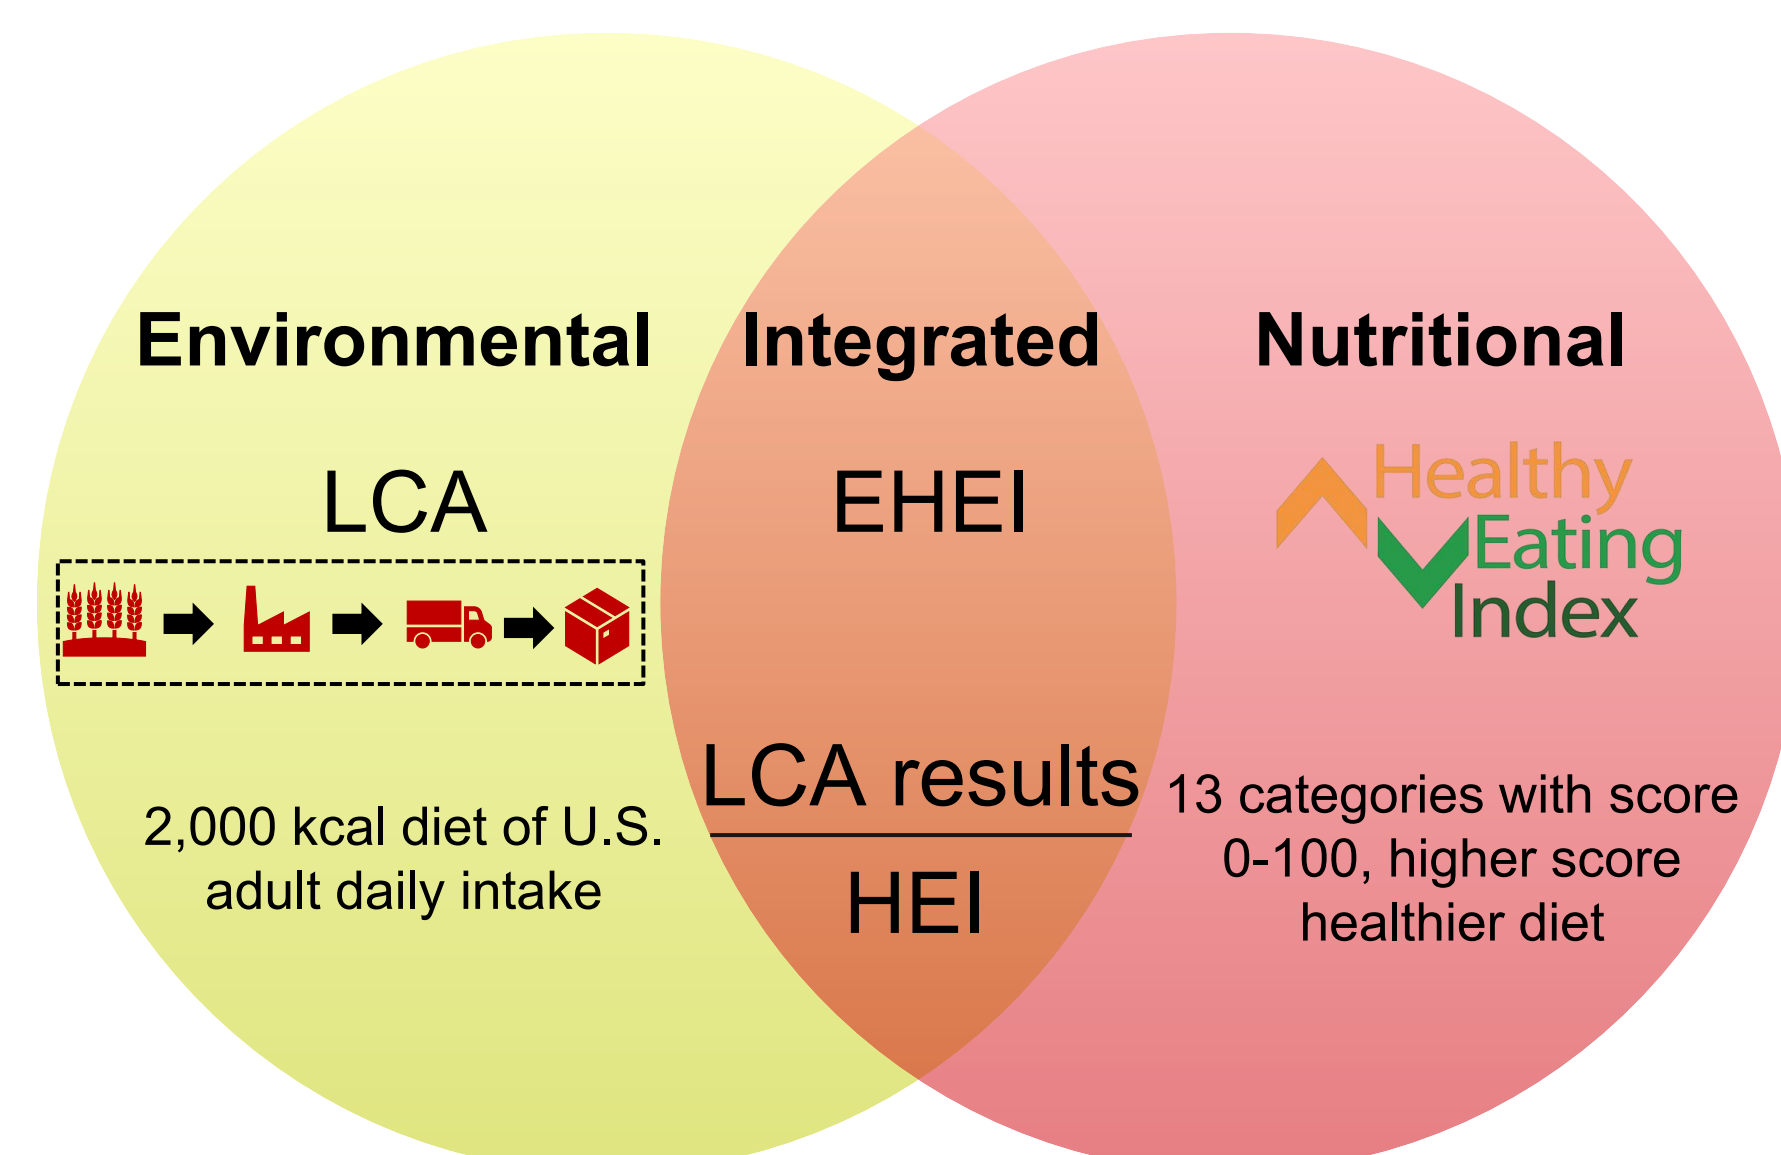 Environmental
LCA
2,000 kcal diet of U.S.
adult daily intake
Integrated
EHEI
LCA results
HEI
Nutritional
Healthy
Eating
Index
13 categories with score
0-100, higher score
healthier diet